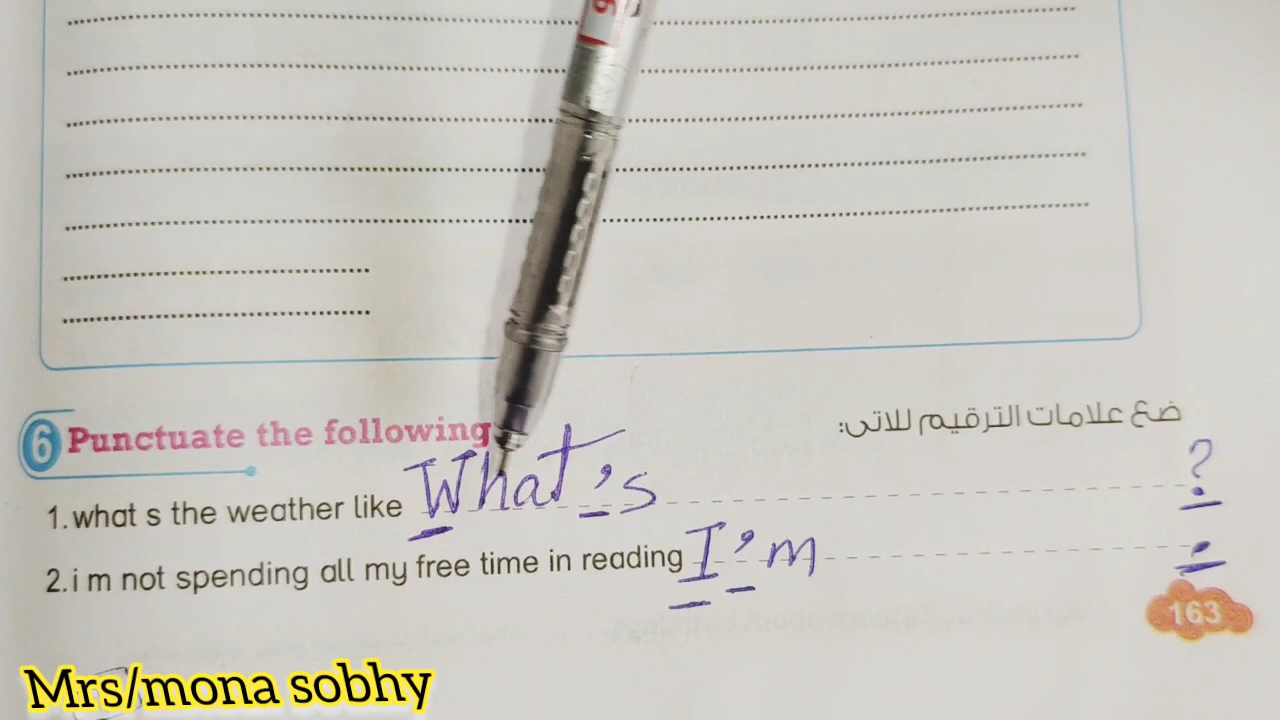 6 Punctuate the following
ضع علامات الترقيم للاتى:
1. what s the weather like What's ?
2. i m not spending all my free time in reading I'm .
163
Mrs/mona sobhy